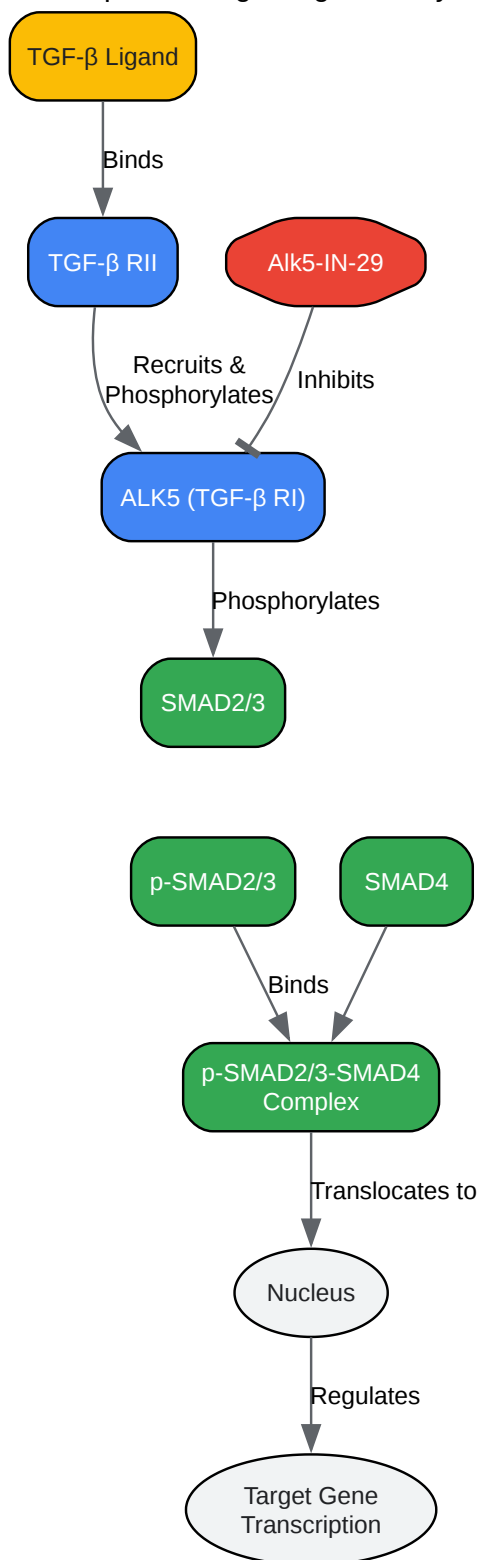 TGF-β Ligand
Binds
TGF-β RII
Alk5-IN-29
Recruits &
Phosphorylates
Inhibits
ALK5 (TGF-β RI)
Phosphorylates
SMAD2/3
p-SMAD2/3
SMAD4
Binds
p-SMAD2/3-SMAD4
Complex
Translocates to
Nucleus
Regulates
Target Gene
Transcription